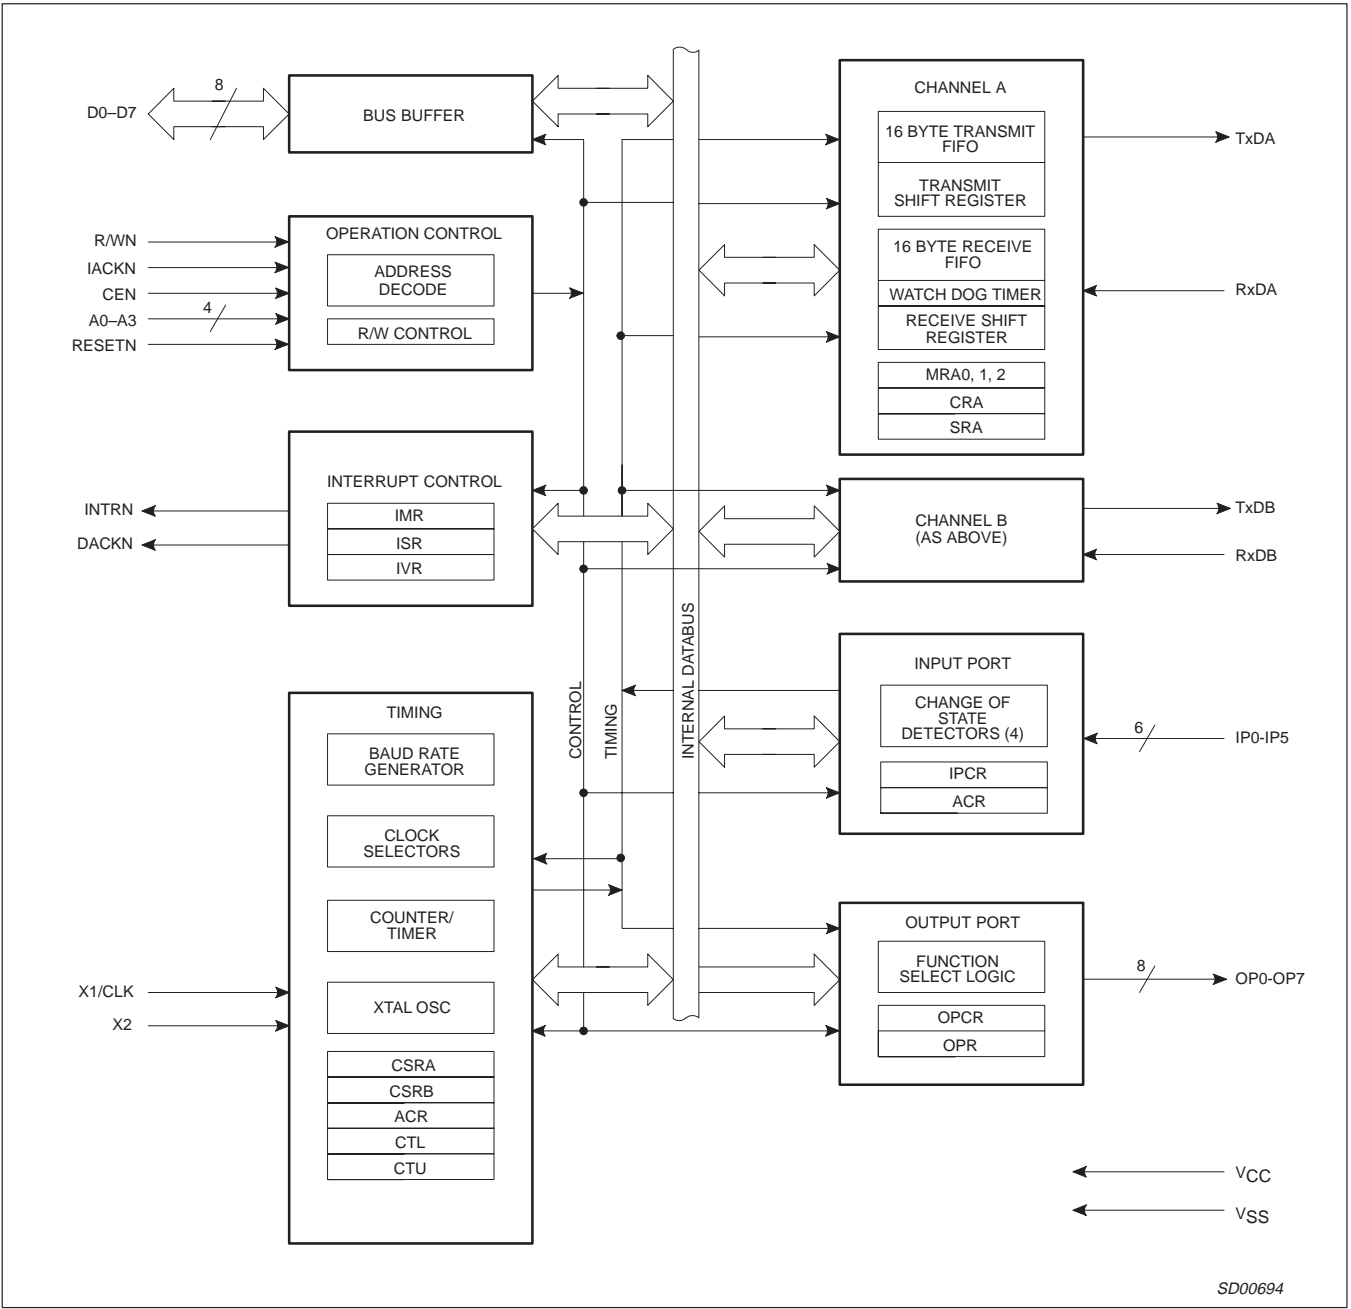 D0–D7
8
BUS BUFFER
R/WN
IACKN
CEN
A0–A3
4
RESETN
OPERATION CONTROL
ADDRESS
DECODE
R/W CONTROL
INTRN
DACKN
INTERRUPT CONTROL
IMR
ISR
IVR
TIMING
BAUD RATE
GENERATOR
CLOCK
SELECTORS
COUNTER/
TIMER
XTAL OSC
CSRA
CSRB
ACR
CTL
CTU
X1/CLK
X2
CONTROL
TIMING
INTERNAL DATABUS
CHANNEL A
16 BYTE TRANSMIT
FIFO
TRANSMIT
SHIFT REGISTER
16 BYTE RECEIVE
FIFO
WATCH DOG TIMER
RECEIVE SHIFT
REGISTER
MRA0, 1, 2
CRA
SRA
TxDA
RxDA
CHANNEL B
(AS ABOVE)
TxDB
RxDB
INPUT PORT
CHANGE OF
STATE
DETECTORS (4)
IPCR
ACR
6
IP0-IP5
OUTPUT PORT
FUNCTION
SELECT LOGIC
OPCR
OPR
8
OP0-OP7
VCC
VSS
SD00694